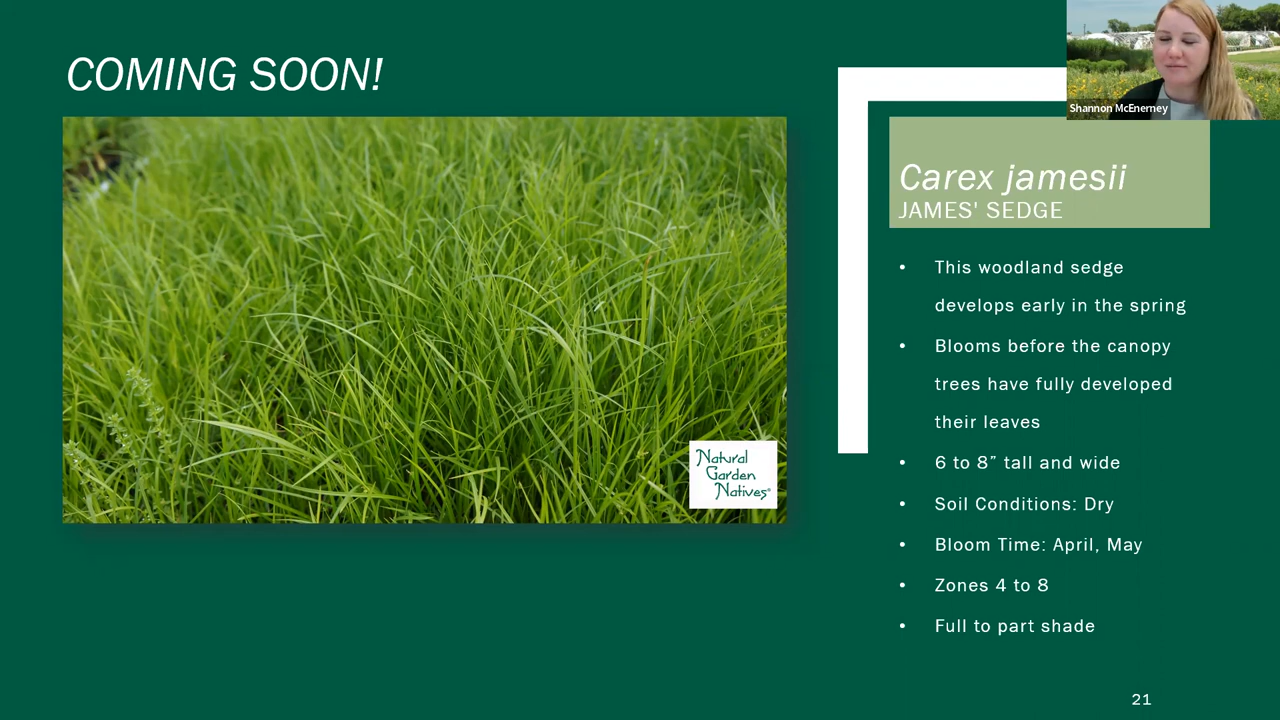 COMING SOON!
Shannon McEnerney
Carex jamesii
JAMES' SEDGE
• This woodland sedge
develops early in the spring
• Blooms before the canopy
trees have fully developed
their leaves
• 6 to 8” tall and wide
• Soil Conditions: Dry
• Bloom Time: April, May
• Zones 4 to 8
• Full to part shade
Natural
Garden
Natives®
21